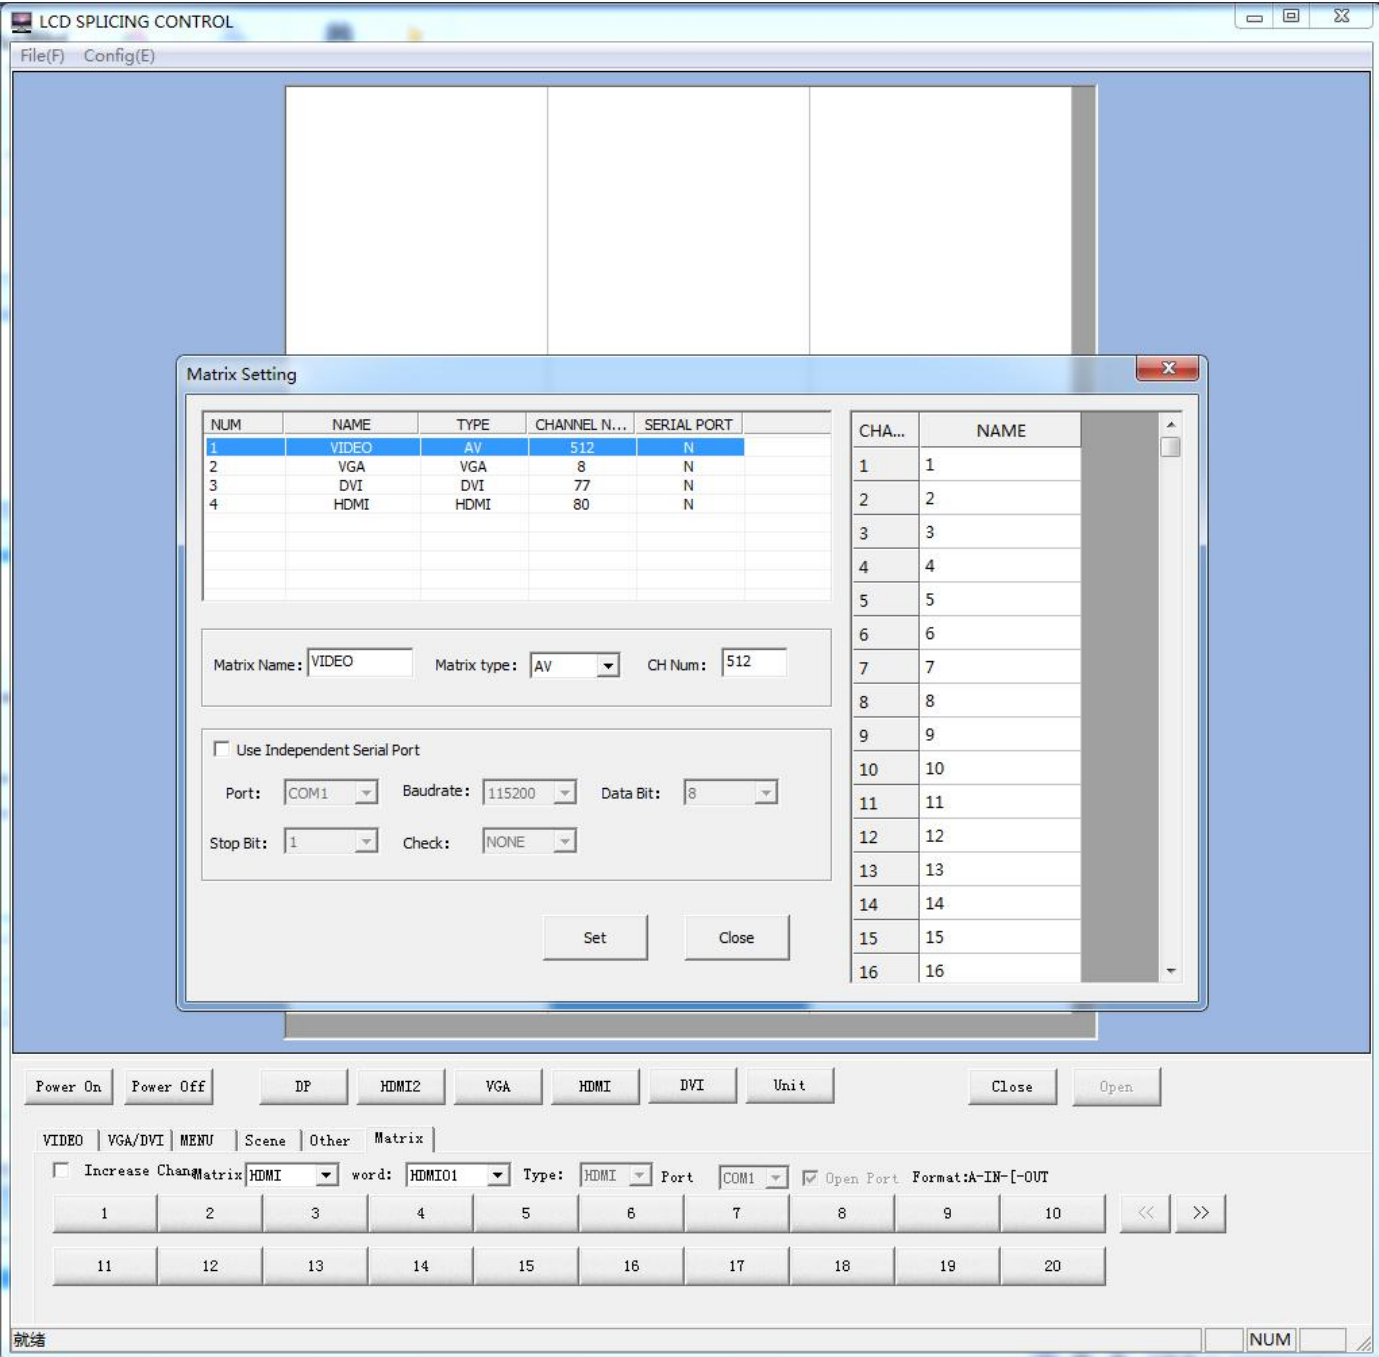 LCD SPLICING CONTROL
File(F) Config(E)
Matrix Setting
NUM NAME TYPE CHANNEL N... SERIAL PORT
1 VIDEO AV 512 N
2 VGA VGA 8 N
3 DVI DVI 77 N
4 HDMI HDMI 80 N
Matrix Name: VIDEO Matrix type: AV CH Num: 512
Use Independent Serial Port
Port: COM1 Baudrate: 115200 Data Bit: 8
Stop Bit: 1 Check: NONE
Set Close
CHA... NAME
1 1
2 2
3 3
4 4
5 5
6 6
7 7
8 8
9 9
10 10
11 11
12 12
13 13
14 14
15 15
16 16
Power On Power Off DP HDMI2 VGA HDMI DVI Unit Close Open
VIDEO VGA/DVI MENU Scene Other Matrix
Increase Chang Matrix HDMI word: HDMIO1 Type: HDMI Port COM1 Open Port Format:A-IN-[-OUT
1 2 3 4 5 6 7 8 9 10 << >>
11 12 13 14 15 16 17 18 19 20
就绪 NUM